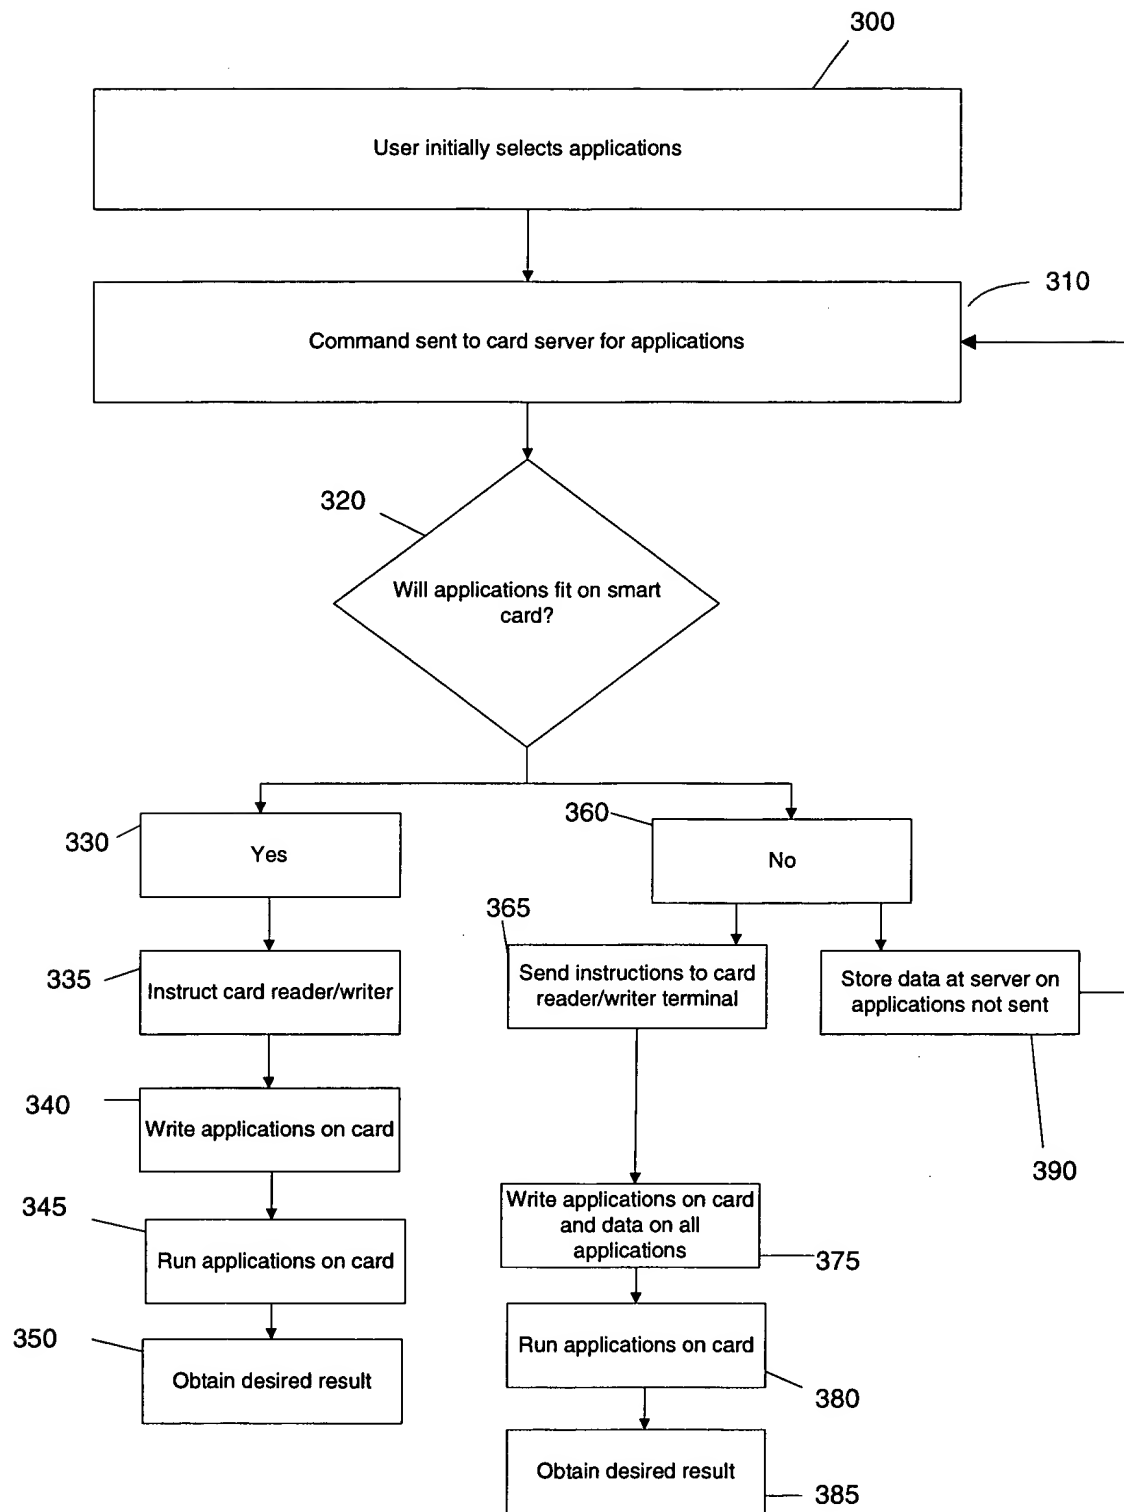 300
User initially selects applications
310
Command sent to card server for applications
320
Will applications fit on smart
card?
330
Yes
360
No
335
Instruct card reader/writer
365
Send instructions to card
reader/writer terminal
Store data at server on
applications not sent
390
340
Write applications on card
Write applications on card
and data on all
applications
375
345
Run applications on card
Run applications on card
380
350
Obtain desired result
Obtain desired result
385